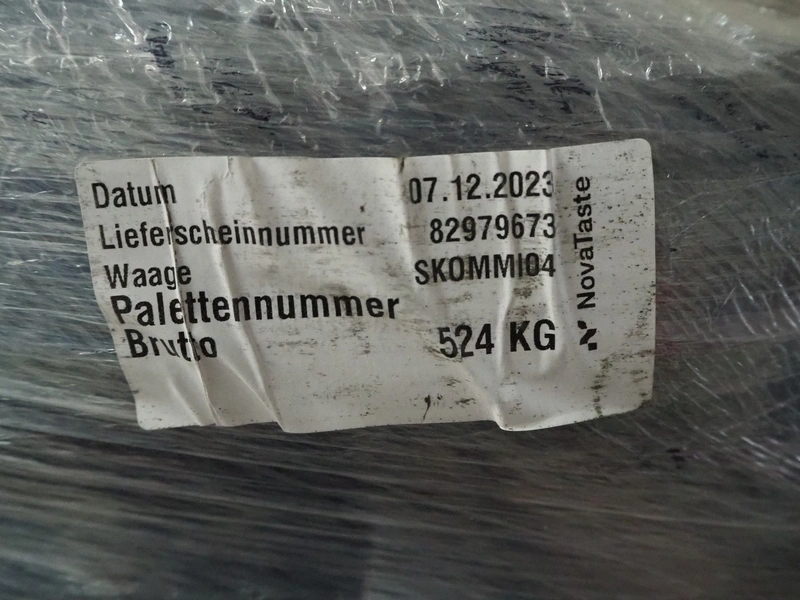 Datum 07.12.2023
Lieferscheinnummer 82979673
Waage SKOMMI04
Palettennummer
Brutto 524 KG
NovaTaste